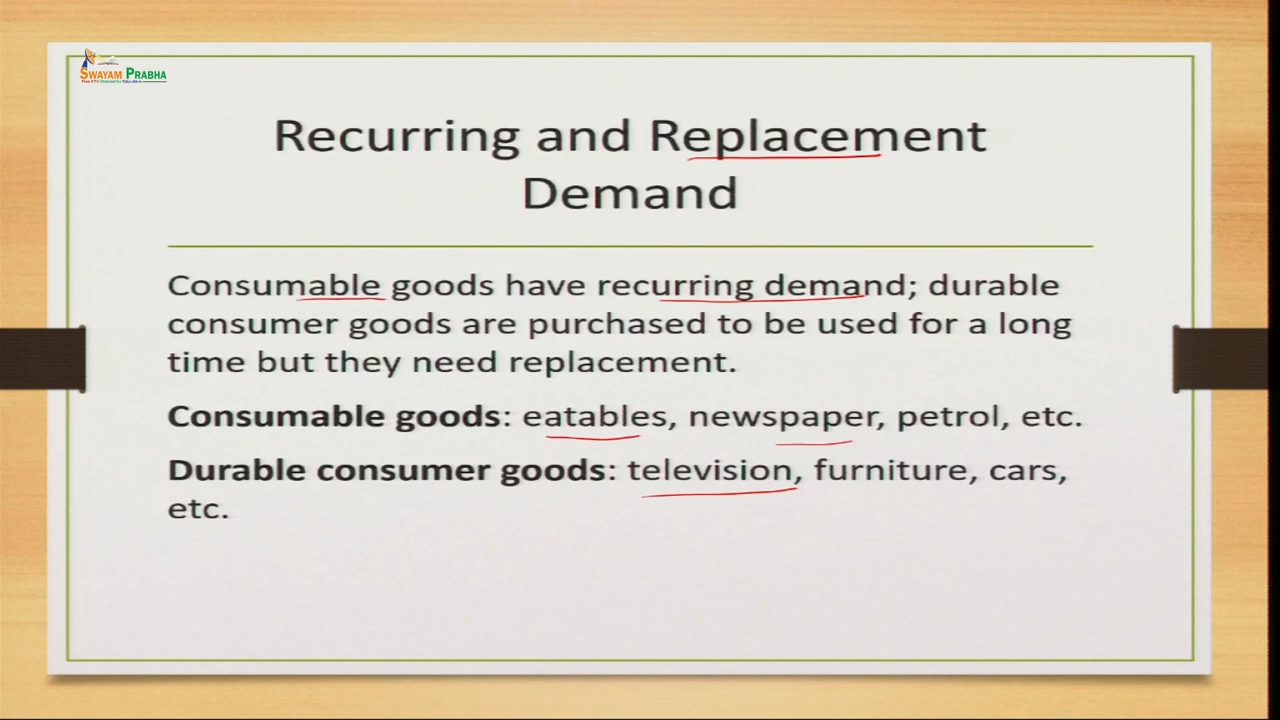 SWAYAM PRABHA
Recurring and Replacement
Demand
Consumable goods have recurring demand; durable
consumer goods are purchased to be used for a long
time but they need replacement.
Consumable goods: eatables, newspaper, petrol, etc.
Durable consumer goods: television, furniture, cars,
etc.